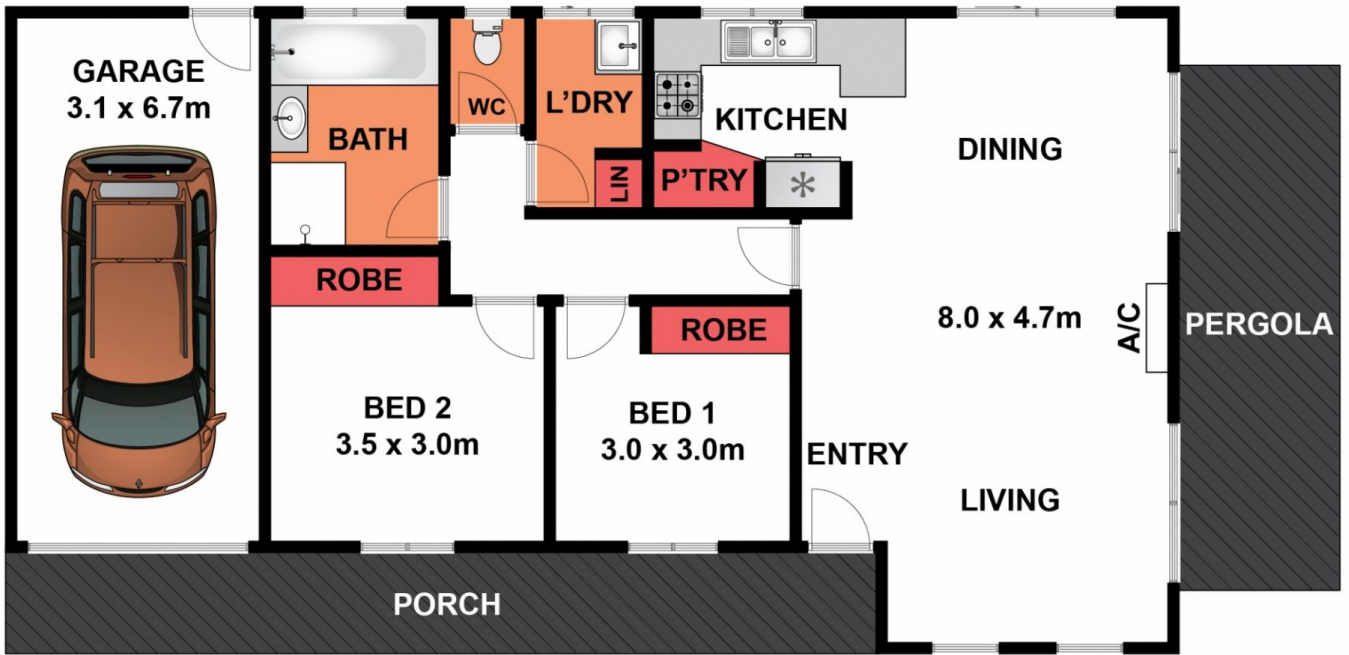 GARAGE
3.1 x 6.7m
BATH
WC
L'DRY
LIN
KITCHEN
P'TRY
DINING
ROBE
ROBE
8.0 x 4.7m
A/C
PERGOLA
BED 2
3.5 x 3.0m
BED 1
3.0 x 3.0m
ENTRY
LIVING
PORCH